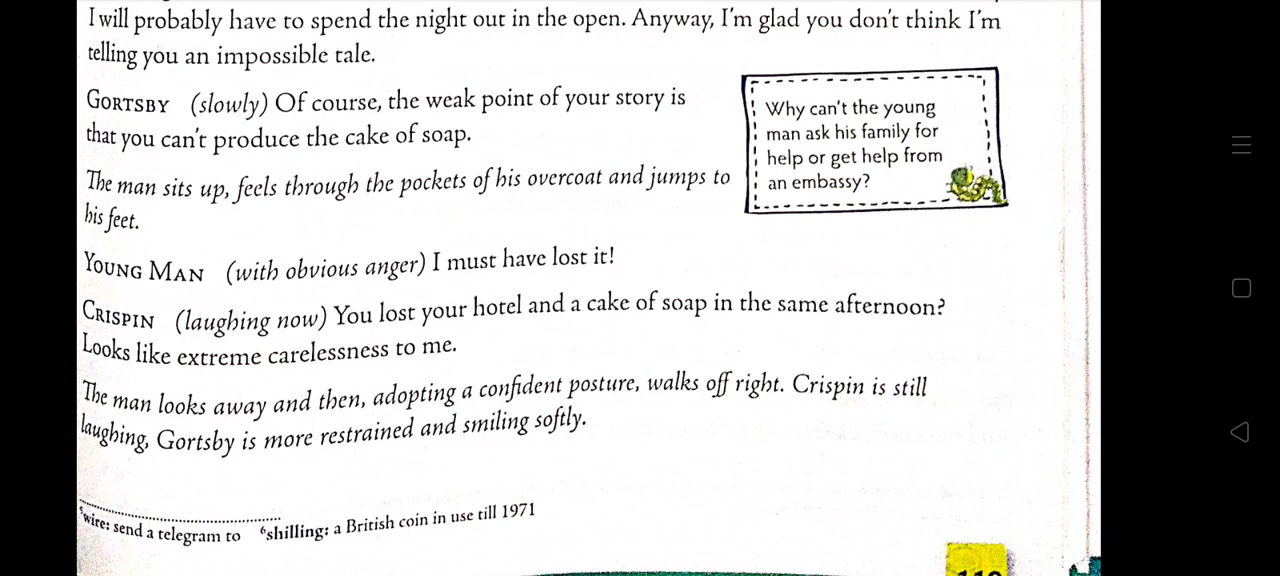 I will probably have to spend the night out in the open. Anyway, I'm glad you don't think I'm
telling you an impossible tale.
GORTSBY (slowly) Of course, the weak point of your story is
that you can't produce the cake of soap.
The man sits up, feels through the pockets of his overcoat and jumps to
his feet.
Why can't the young
man ask his family for
help or get help from
an embassy?
YOUNG MAN (with obvious anger) I must have lost it!
CRISPIN (laughing now) You lost your hotel and a cake of soap in the same afternoon?
Looks like extreme carelessness to me.
The man looks away and then, adopting a confident posture, walks off right. Crispin is still
laughing, Gortsby is more restrained and smiling softly.
5wire: send a telegram to 6shilling: a British coin in use till 1971